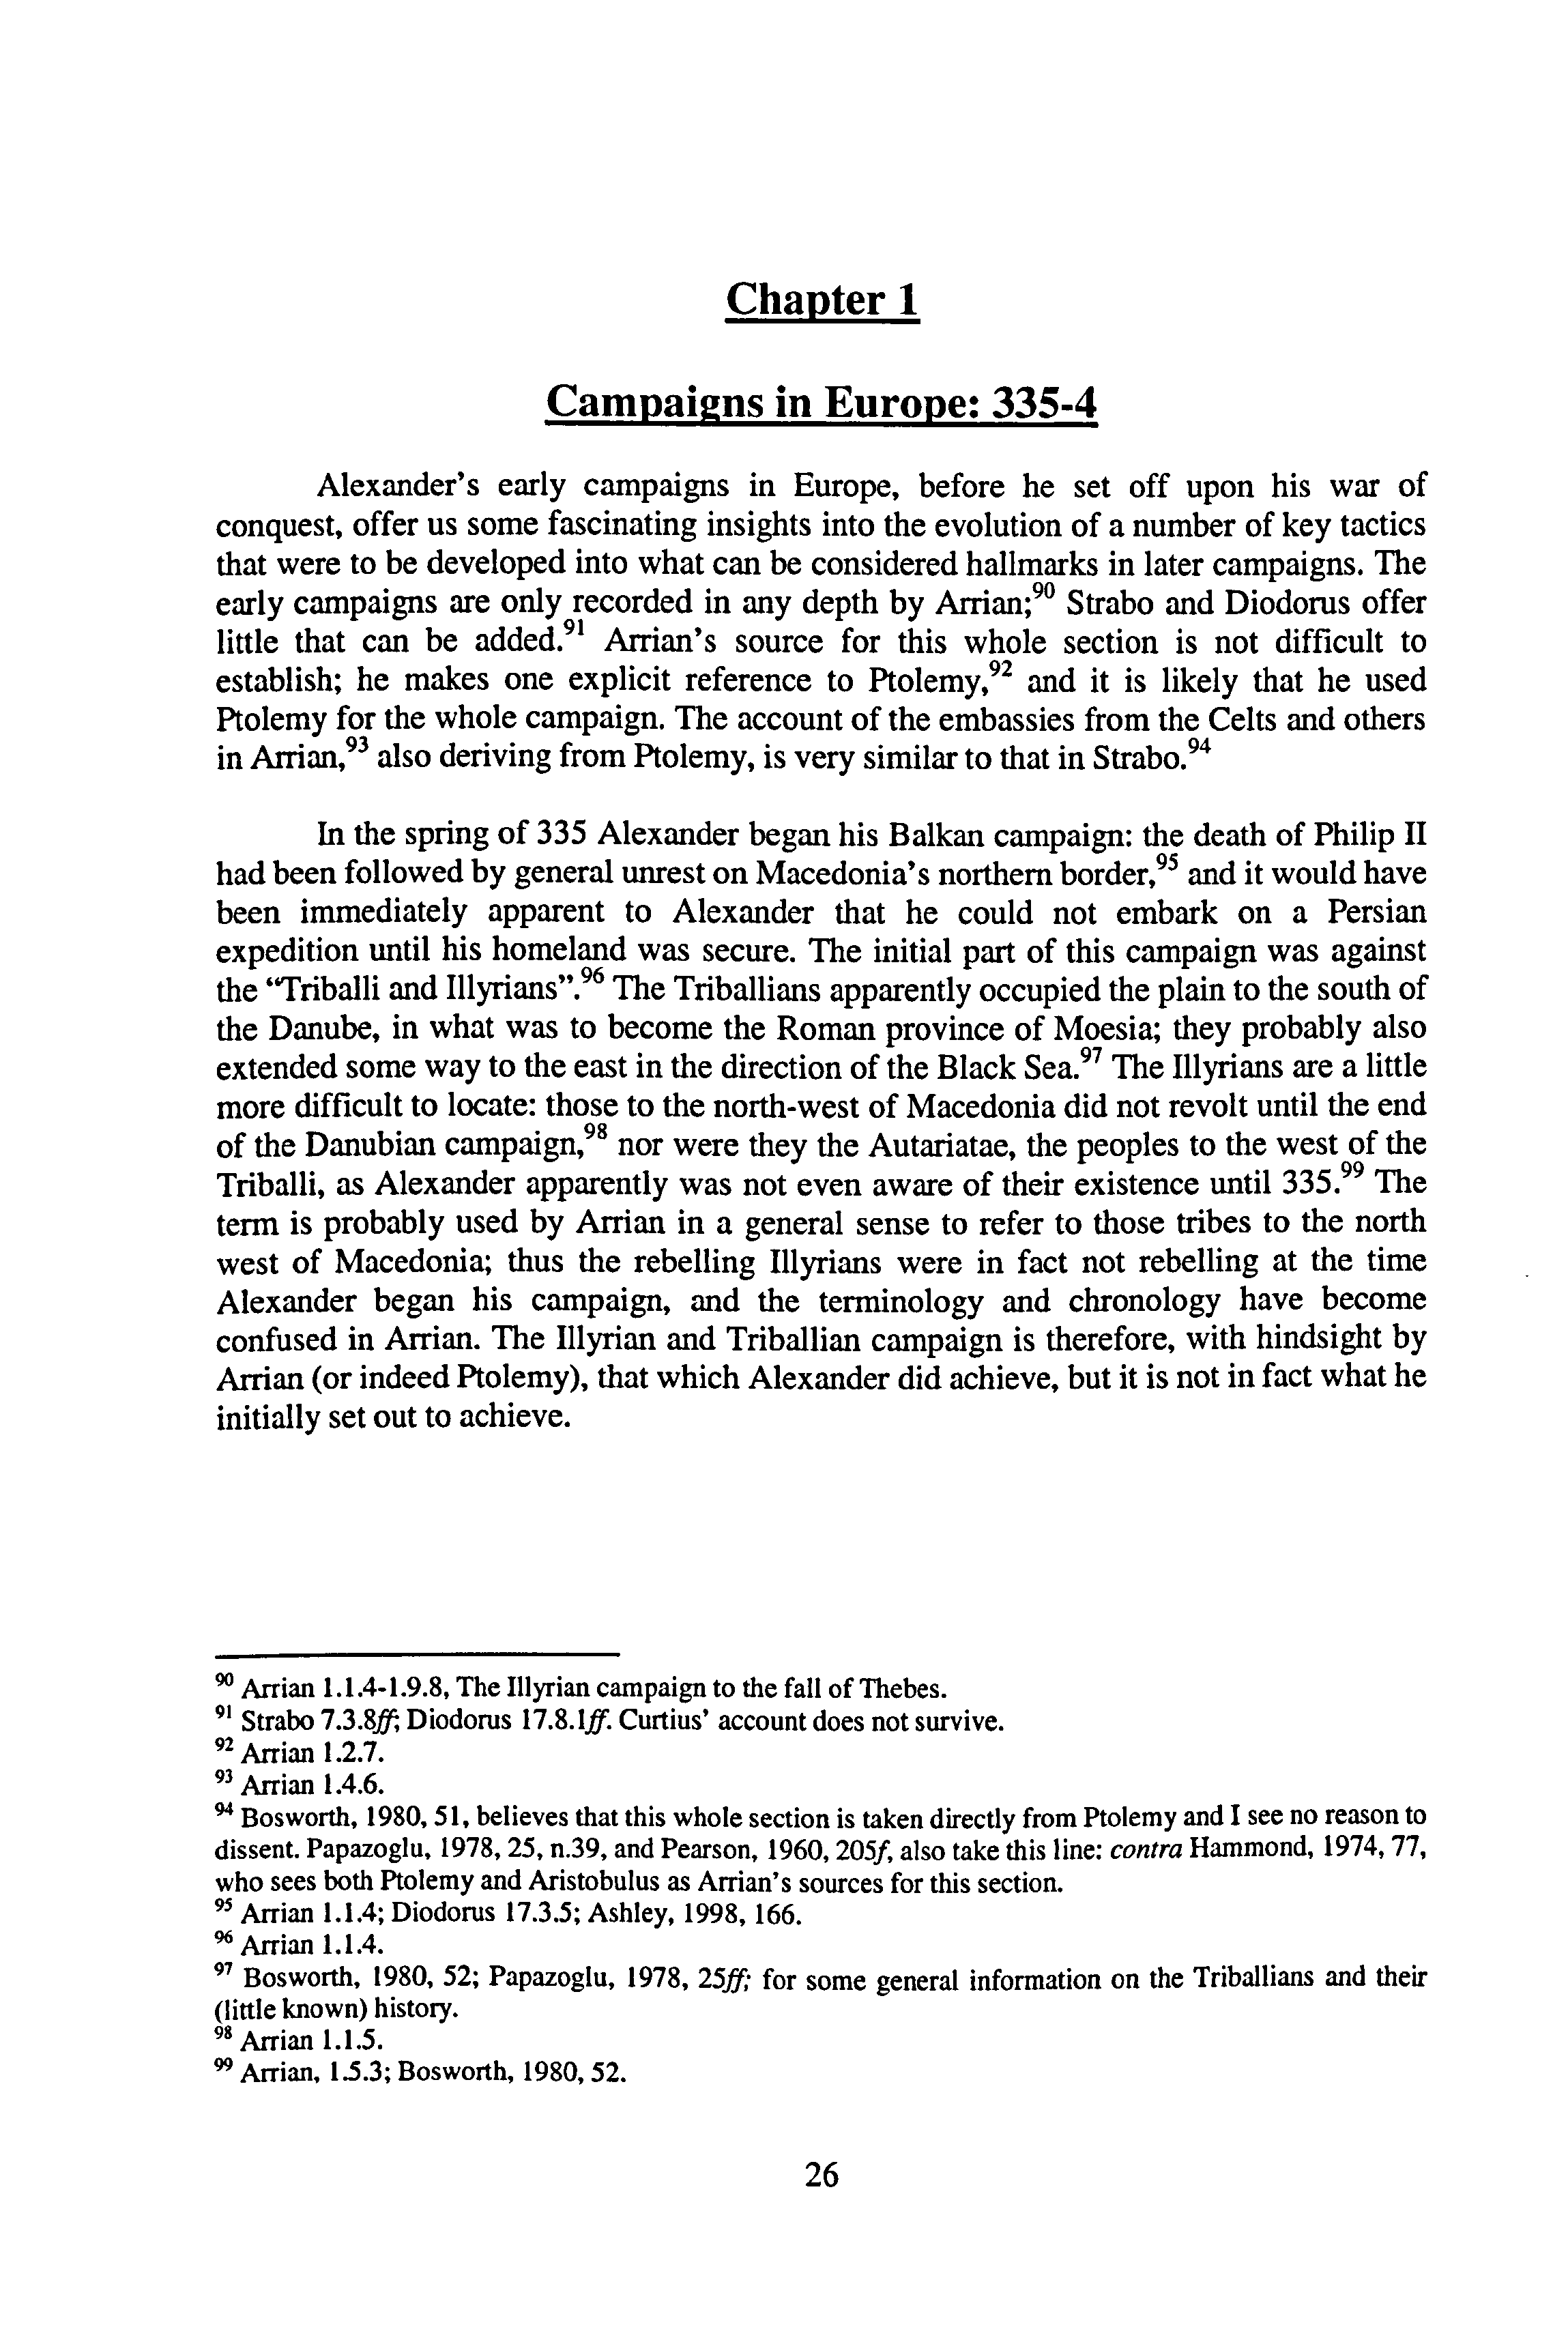 Chapter 1
Campaigns in Europe: 335-4
Alexander's early campaigns in Europe, before he set off upon his war of
conquest, offer us some fascinating insights into the evolution of a number of key tactics
that were to be developed into what can be considered hallmarks in later campaigns. The
early campaigns are only recorded in any depth by Arrian;⁹⁰ Strabo and Diodorus offer
little that can be added.⁹¹ Arrian's source for this whole section is not difficult to
establish; he makes one explicit reference to Ptolemy,⁹² and it is likely that he used
Ptolemy for the whole campaign. The account of the embassies from the Celts and others
in Arrian,⁹³ also deriving from Ptolemy, is very similar to that in Strabo.⁹⁴
In the spring of 335 Alexander began his Balkan campaign: the death of Philip II
had been followed by general unrest on Macedonia's northern border,⁹⁵ and it would have
been immediately apparent to Alexander that he could not embark on a Persian
expedition until his homeland was secure. The initial part of this campaign was against
the "Triballi and Illyrians".⁹⁶ The Triballians apparently occupied the plain to the south of
the Danube, in what was to become the Roman province of Moesia; they probably also
extended some way to the east in the direction of the Black Sea.⁹⁷ The Illyrians are a little
more difficult to locate: those to the north-west of Macedonia did not revolt until the end
of the Danubian campaign,⁹⁸ nor were they the Autariatae, the peoples to the west of the
Triballi, as Alexander apparently was not even aware of their existence until 335.⁹⁹ The
term is probably used by Arrian in a general sense to refer to those tribes to the north
west of Macedonia; thus the rebelling Illyrians were in fact not rebelling at the time
Alexander began his campaign, and the terminology and chronology have become
confused in Arrian. The Illyrian and Triballian campaign is therefore, with hindsight by
Arrian (or indeed Ptolemy), that which Alexander did achieve, but it is not in fact what he
initially set out to achieve.
⁹⁰ Arrian 1.1.4-1.9.8, The Illyrian campaign to the fall of Thebes.
⁹¹ Strabo 7.3.8ff; Diodorus 17.8.1ff. Curtius' account does not survive.
⁹² Arrian 1.2.7.
⁹³ Arrian 1.4.6.
⁹⁴ Bosworth, 1980, 51, believes that this whole section is taken directly from Ptolemy and I see no reason to
dissent. Papazoglu, 1978, 25, n.39, and Pearson, 1960, 205f, also take this line: contra Hammond, 1974, 77,
who sees both Ptolemy and Aristobulus as Arrian's sources for this section.
⁹⁵ Arrian 1.1.4; Diodorus 17.3.5; Ashley, 1998, 166.
⁹⁶ Arrian 1.1.4.
⁹⁷ Bosworth, 1980, 52; Papazoglu, 1978, 25ff; for some general information on the Triballians and their
(little known) history.
⁹⁸ Arrian 1.1.5.
⁹⁹ Arrian, 1.5.3; Bosworth, 1980, 52.
26